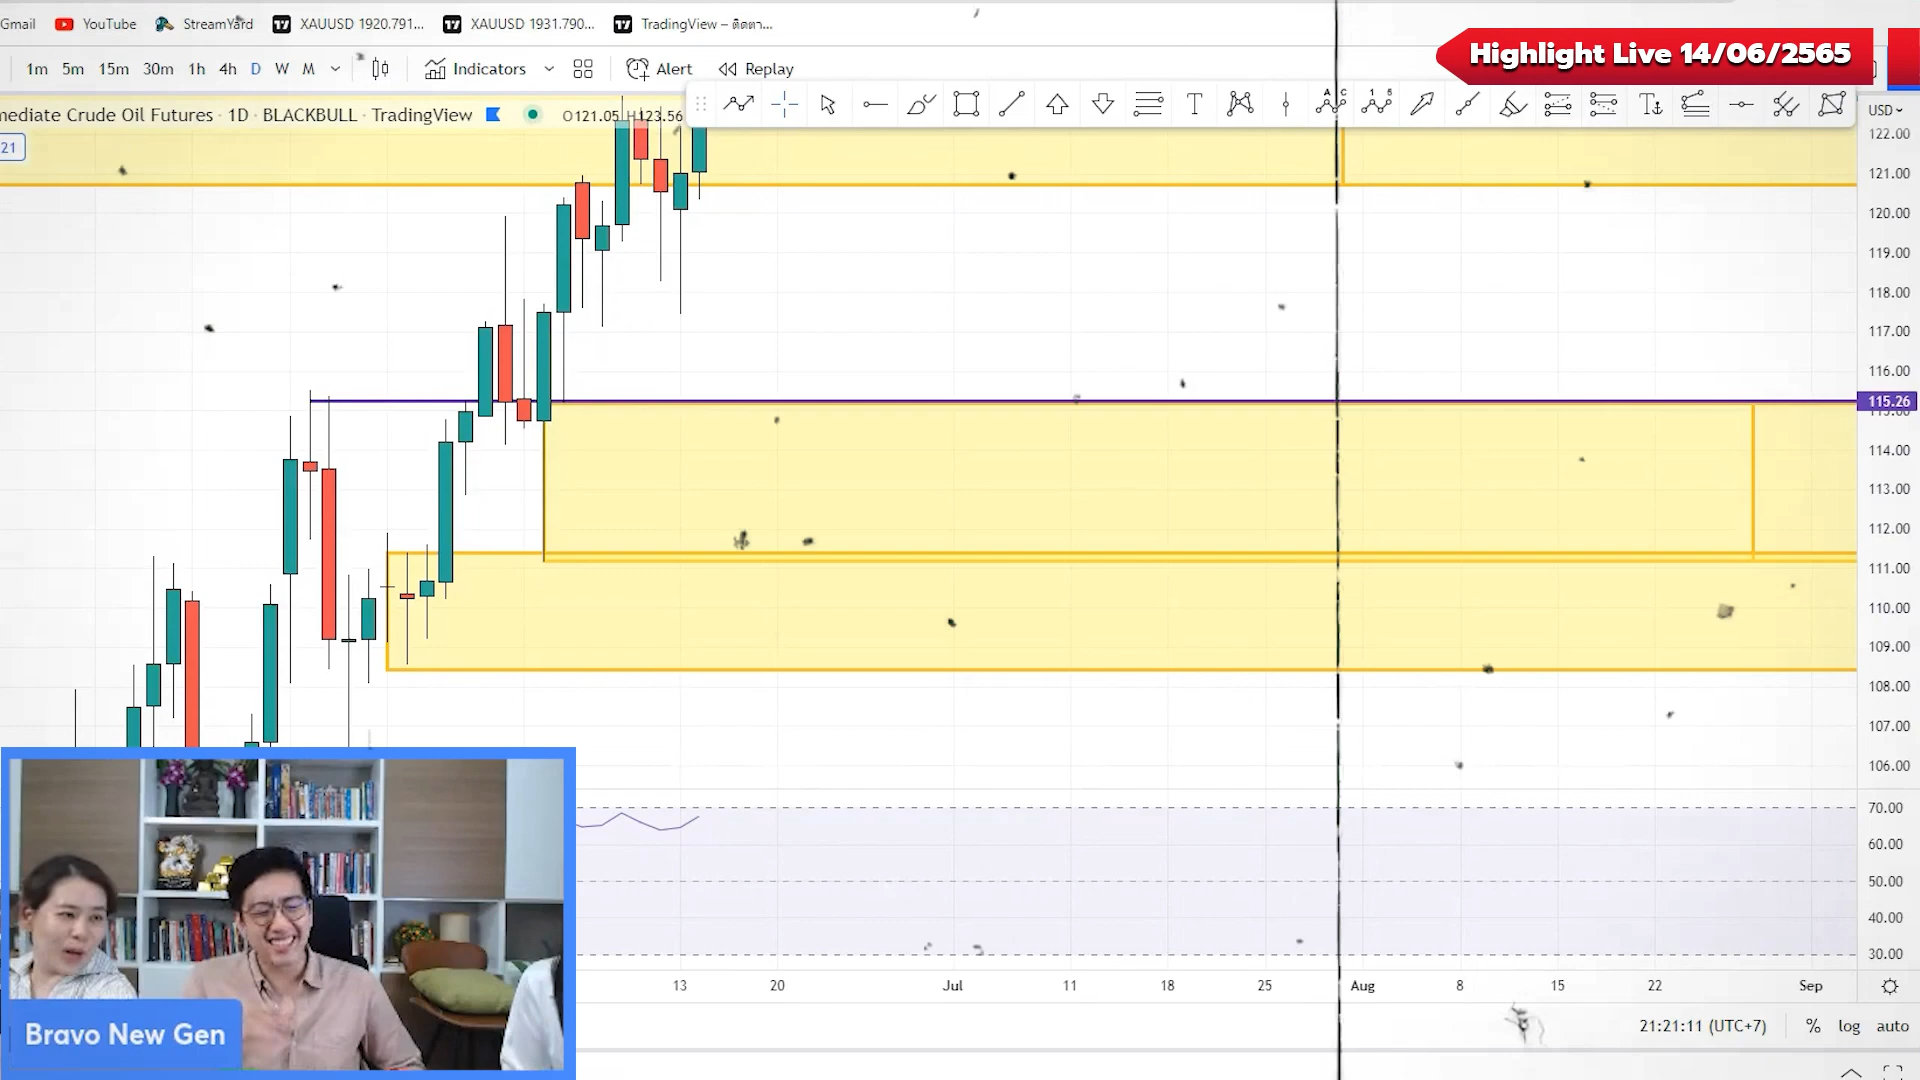 Gmail YouTube StreamYard XAUUSD 1920.791... XAUUSD 1931.790... TradingView – ติดตา...
Highlight Live 14/06/2565
1m 5m 15m 30m 1h 4h D W M Indicators Alert Replay
mediate Crude Oil Futures · 1D · BLACKBULL · TradingView O121.05 H123.56
USD
21
122.00
121.00
120.00
119.00
118.00
117.00
116.00
115.26
114.00
113.00
112.00
111.00
110.00
109.00
108.00
107.00
106.00
70.00
60.00
50.00
40.00
30.00
13 20 Jul 11 18 25 Aug 8 15 22 Sep
21:21:11 (UTC+7) % log auto
Bravo New Gen